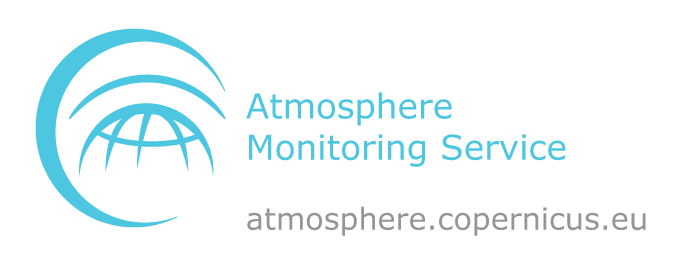 Atmosphere
Monitoring Service
atmosphere.copernicus.eu